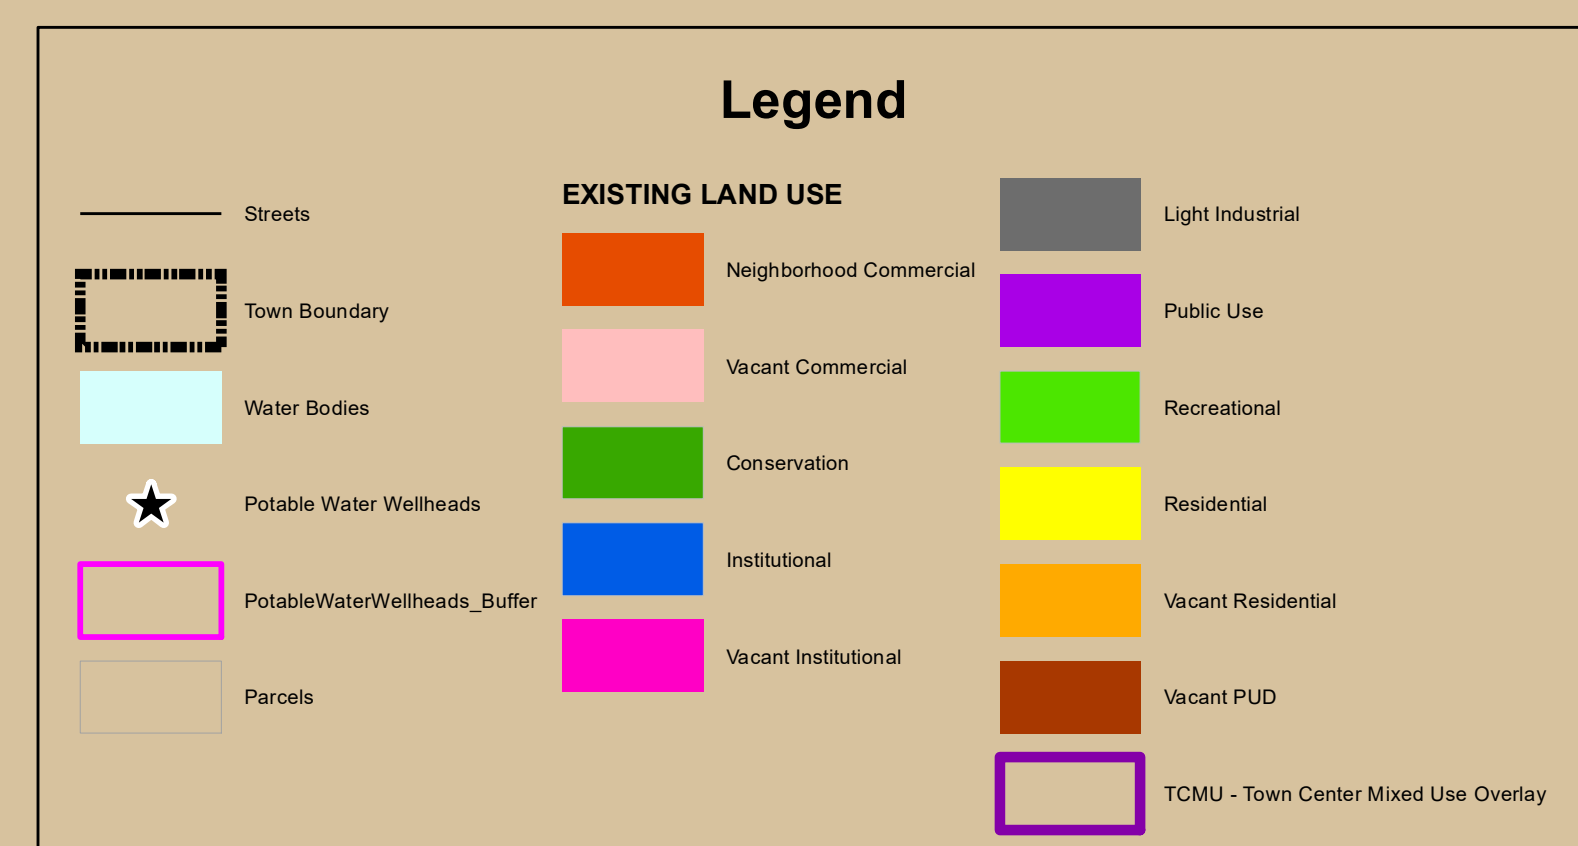 Legend
Streets
Town Boundary
Water Bodies
Potable Water Wellheads
PotableWaterWellheads_Buffer
Parcels
EXISTING LAND USE
Neighborhood Commercial
Vacant Commercial
Conservation
Institutional
Vacant Institutional
Light Industrial
Public Use
Recreational
Residential
Vacant Residential
Vacant PUD
TCMU - Town Center Mixed Use Overlay